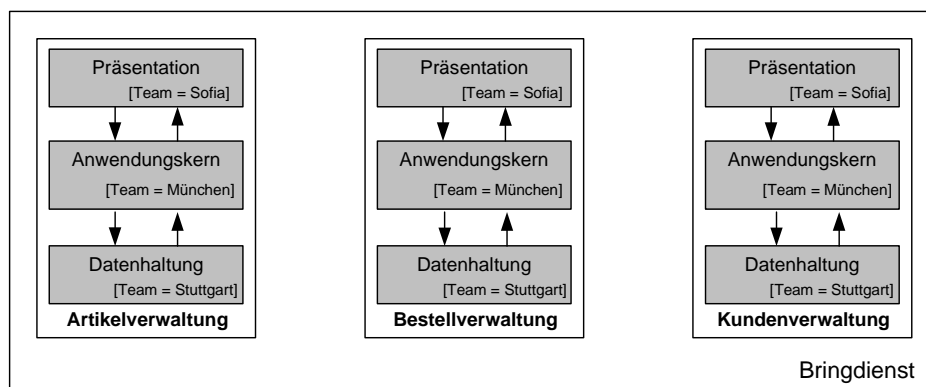 Präsentation
[Team = Sofia]
Anwendungskern
[Team = München]
Datenhaltung
[Team = Stuttgart]
Artikelverwaltung
Präsentation
[Team = Sofia]
Anwendungskern
[Team = München]
Datenhaltung
[Team = Stuttgart]
Bestellverwaltung
Präsentation
[Team = Sofia]
Anwendungskern
[Team = München]
Datenhaltung
[Team = Stuttgart]
Kundenverwaltung
Bringdienst